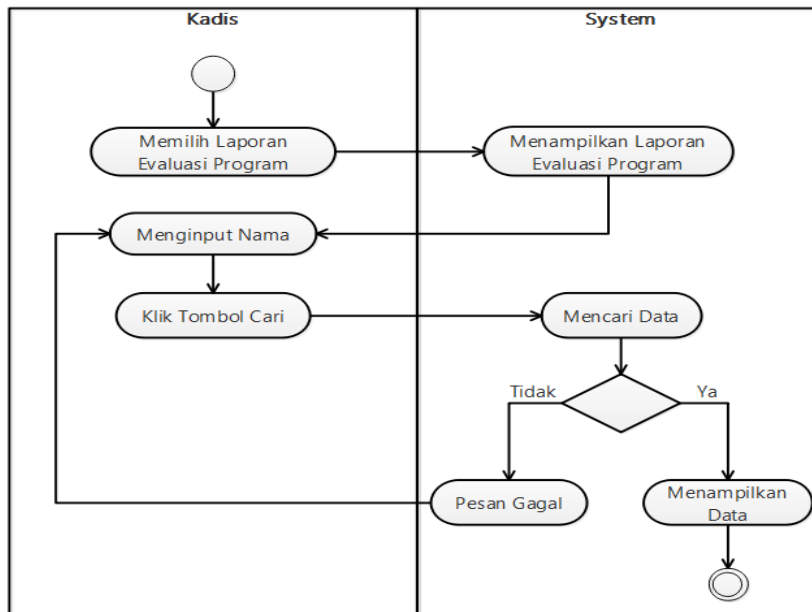 Kadis
System
Memilih Laporan
Evaluasi Program
Menampilkan Laporan
Evaluasi Program
Menginput Nama
Klik Tombol Cari
Mencari Data
Tidak
Ya
Pesan Gagal
Menampilkan
Data